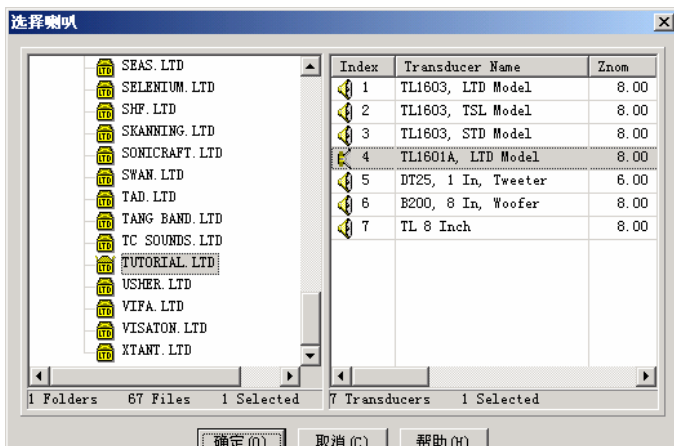 选择喇叭
SEAS.LTD
SELENIUM.LTD
SHF.LTD
SKANNING.LTD
SONICRAFT.LTD
SWAN.LTD
TAD.LTD
TANG BAND.LTD
TC SOUNDS.LTD
TUTORIAL.LTD
USHER.LTD
VIFA.LTD
VISATON.LTD
XTANT.LTD
1 Folders 67 Files 1 Selected
Index Transducer Name Znom
1 TL1603, LTD Model 8.00
2 TL1603, TSL Model 8.00
3 TL1603, STD Model 8.00
4 TL1601A, LTD Model 8.00
5 DT25, 1 In, Tweeter 6.00
6 B200, 8 In, Woofer 8.00
7 TL 8 Inch 8.00
7 Transducers 1 Selected
确定(O) 取消(C) 帮助(H)